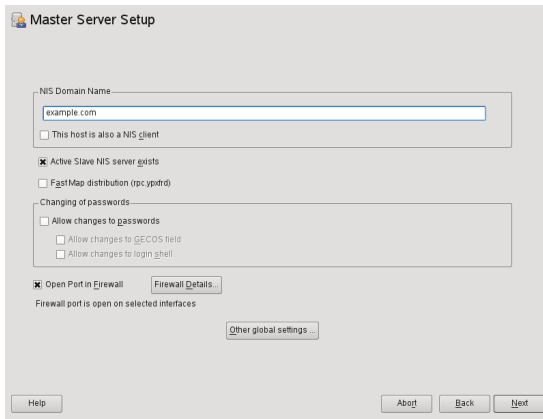 Master Server Setup
NIS Domain Name
example.com
This host is also a NIS client
Active Slave NIS server exists
Fast Map distribution (rpc.ypxfrd)
Changing of passwords
Allow changes to passwords
Allow changes to GECOS field
Allow changes to login shell
Open Port in Firewall
Firewall Details...
Firewall port is open on selected interfaces
Other global settings ...
Help
Abort
Back
Next